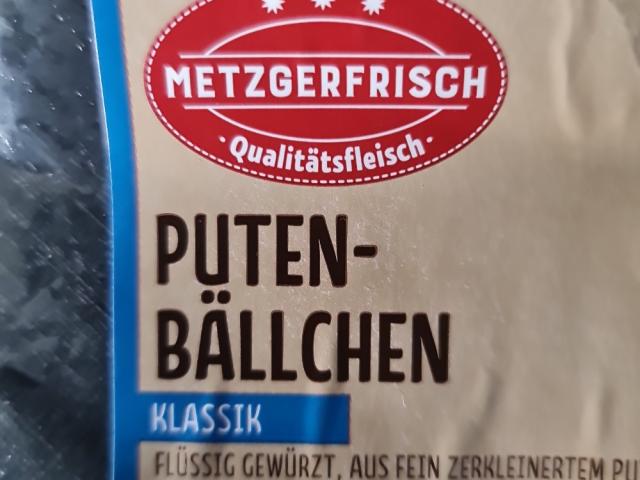 METZGERFRISCH
· Qualitätsfleisch ·
PUTEN-
BÄLLCHEN
KLASSIK
FLÜSSIG GEWÜRZT, AUS FEIN ZERKLEINERTEM